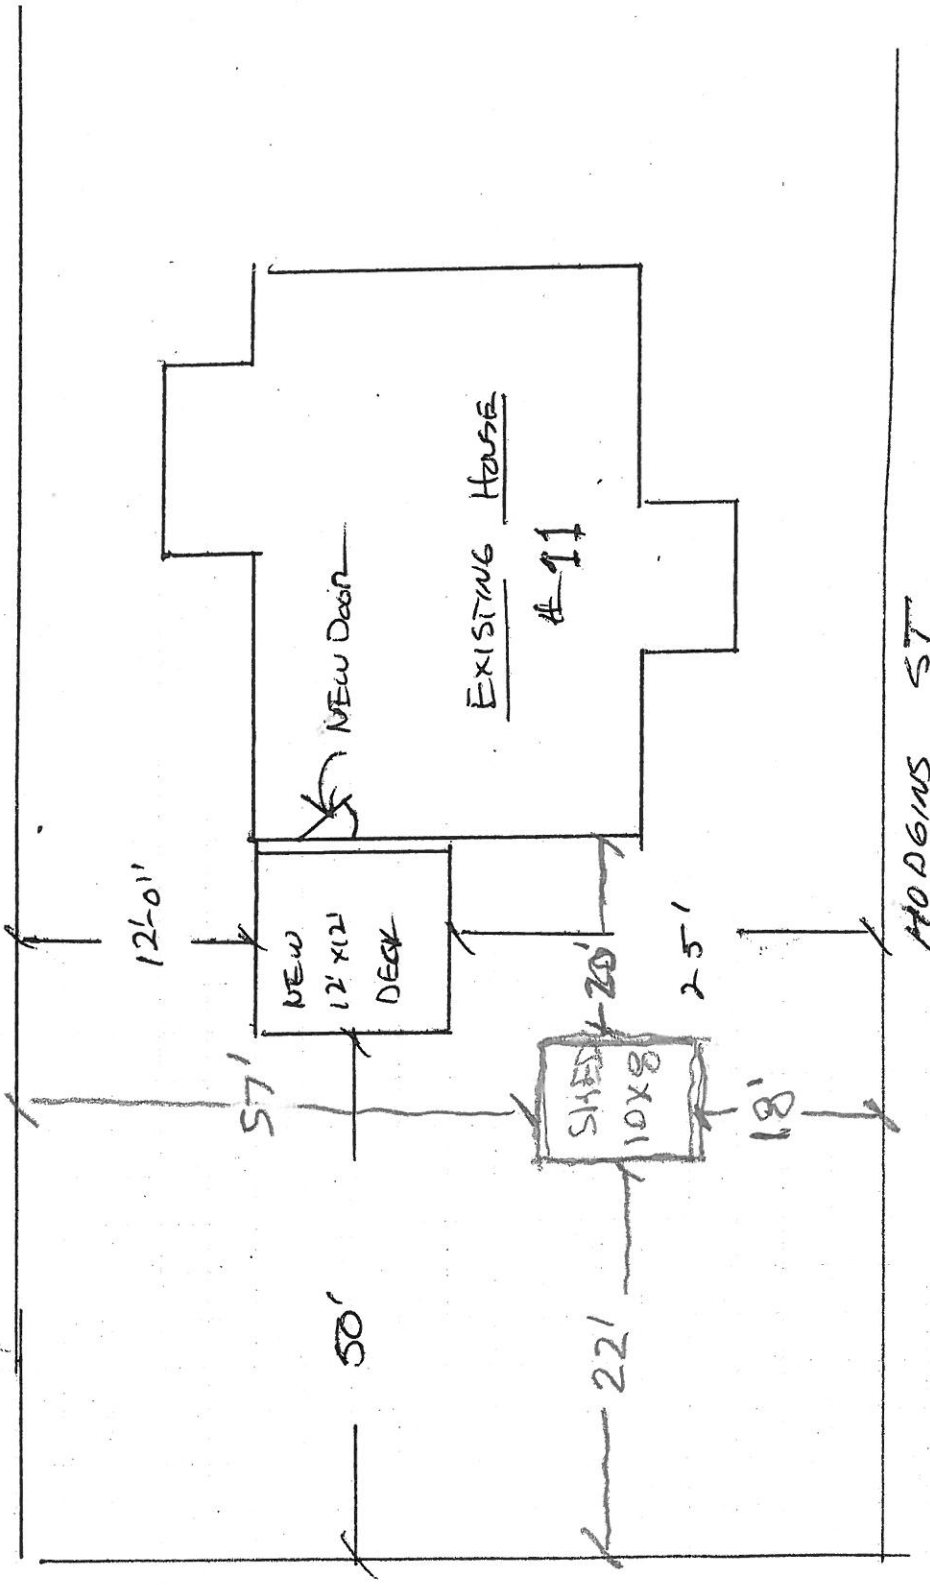 12'-0"
57'
NEW
12'x12'
DECK
NEW DOOR
EXISTING HOUSE
#11
50'
20'
25'
SHED
10x8
22'
18'
HODGINS ST